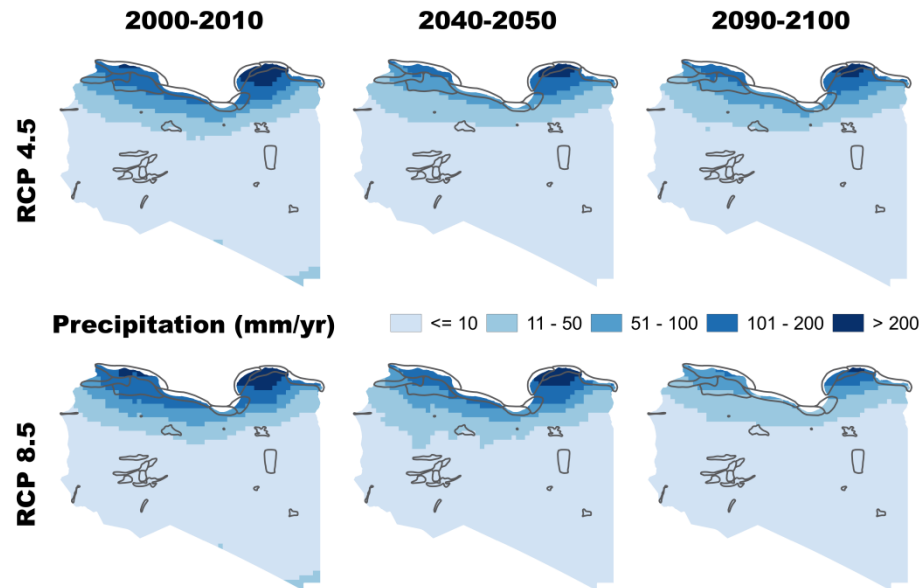 2000-2010 2040-2050 2090-2100
RCP 4.5
Precipitation (mm/yr) <= 10 11 - 50 51 - 100 101 - 200 > 200
RCP 8.5